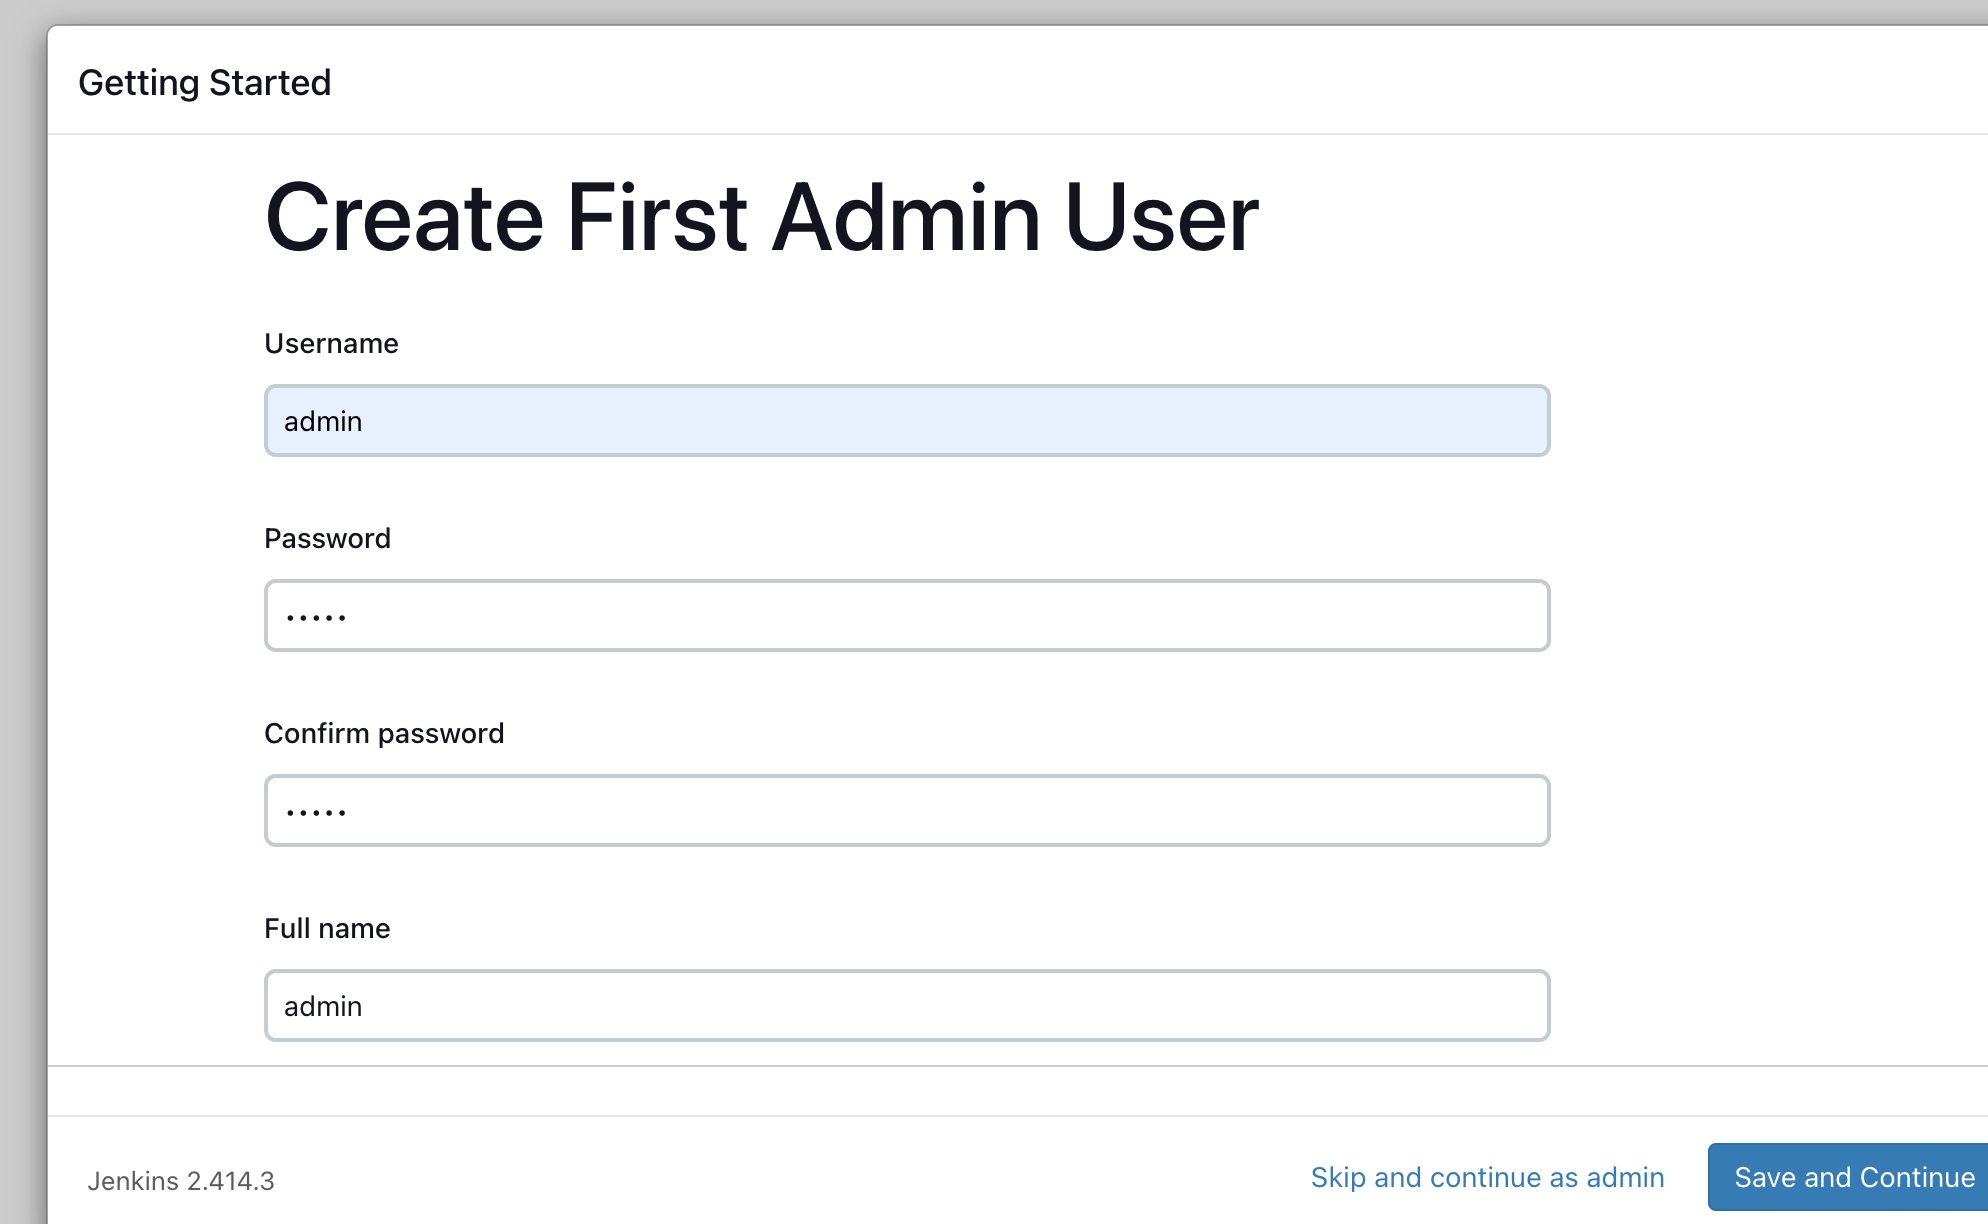 Getting Started
Create First Admin User
Username
admin
Password
•••••
Confirm password
•••••
Full name
admin
Jenkins 2.414.3
Skip and continue as admin
Save and Continue